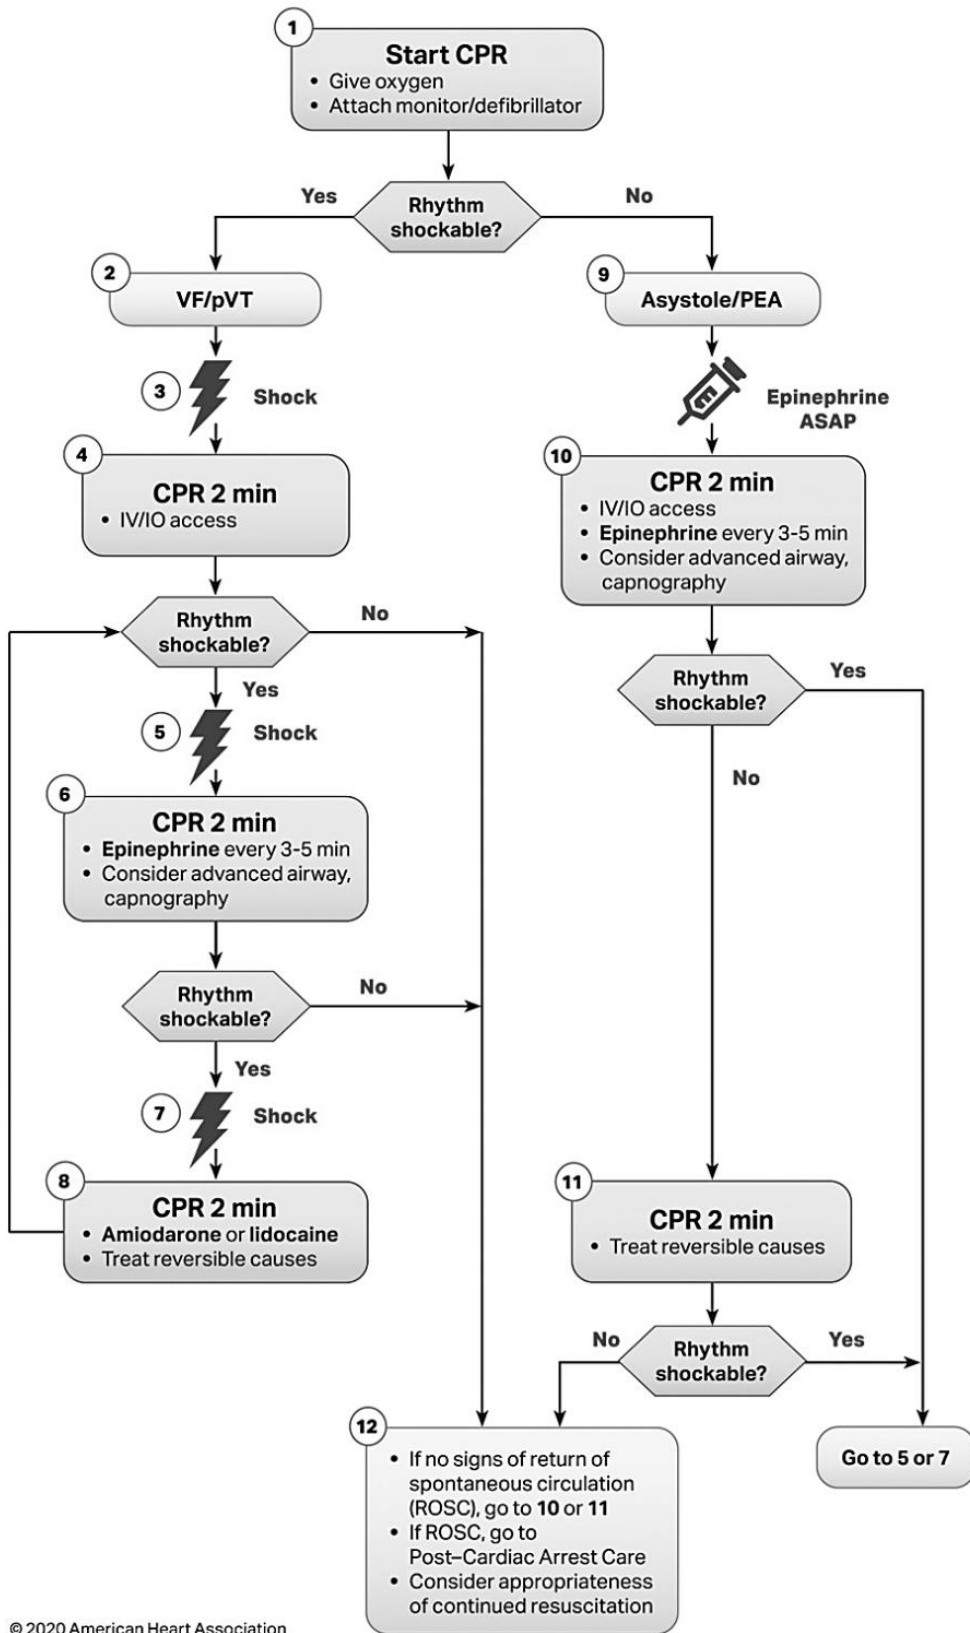 1
Start CPR
• Give oxygen
• Attach monitor/defibrillator
Rhythm
shockable?
Yes
No
2
VF/pVT
3
Shock
4
CPR 2 min
• IV/IO access
Rhythm
shockable?
No
Yes
5
Shock
6
CPR 2 min
• Epinephrine every 3-5 min
• Consider advanced airway,
capnography
Rhythm
shockable?
No
Yes
7
Shock
8
CPR 2 min
• Amiodarone or lidocaine
• Treat reversible causes
9
Asystole/PEA
Epinephrine
ASAP
10
CPR 2 min
• IV/IO access
• Epinephrine every 3-5 min
• Consider advanced airway,
capnography
Rhythm
shockable?
Yes
No
11
CPR 2 min
• Treat reversible causes
Rhythm
shockable?
No
Yes
12
• If no signs of return of
spontaneous circulation
(ROSC), go to 10 or 11
• If ROSC, go to
Post–Cardiac Arrest Care
• Consider appropriateness
of continued resuscitation
Go to 5 or 7
© 2020 American Heart Association